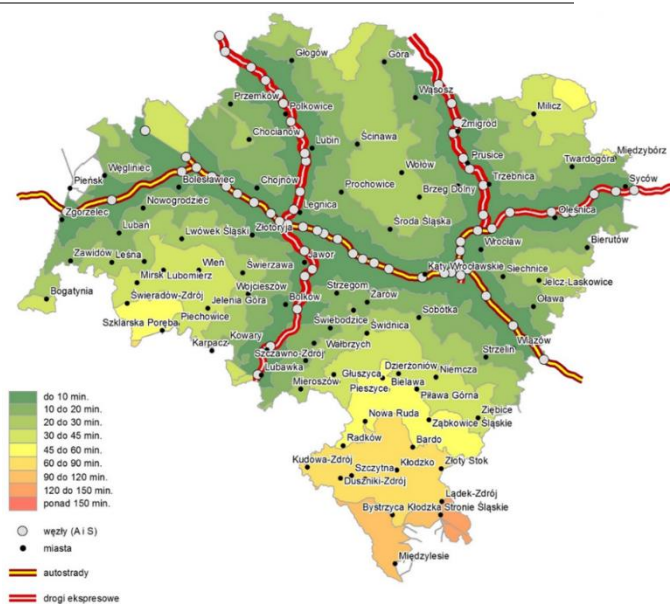 Głogów
Góra
Przemków
Polkowice
Wąsosz
Milicz
Żmigród
Chocianów
Lubin
Ścinawa
Międzybórz
Prusice
Twardogóra
Węgliniec
Wołów
Syców
Pieńsk
Bolesławiec
Chojnów
Prochowice
Brzeg Dolny
Trzebnica
Zgorzelec
Nowogrodziec
Legnica
Oleśnica
Lubań
Złotoryja
Środa Śląska
Lwówek Śląski
Wrocław
Bierutów
Zawidów
Leśna
Jawor
Kąty Wrocławskie
Siechnice
Mirsk
Lubomierz
Wleń
Świerzawa
Jelcz-Laskowice
Bogatynia
Wojcieszów
Strzegom
Żarów
Świeradów-Zdrój
Jelenia Góra
Bolków
Sobótka
Oława
Piechowice
Świebodzice
Szklarska Poręba
Świdnica
Wiązów
Kowary
Wałbrzych
Karpacz
Szczawno-Zdrój
Strzelin
Lubawka
Głuszyca
Dzierżoniów
Niemcza
Mieroszów
Pieszyce
Bielawa
Piława Górna
Nowa Ruda
Ziębice
Ząbkowice Śląskie
Radków
Bardo
Kudowa-Zdrój
Szczytna
Kłodzko
Złoty Stok
Duszniki-Zdrój
Lądek-Zdrój
Bystrzyca Kłodzka
Stronie Śląskie
Międzylesie
do 10 min.
10 do 20 min.
20 do 30 min.
30 do 45 min.
45 do 60 min.
60 do 90 min.
90 do 120 min.
120 do 150 min.
ponad 150 min.
węzły (A i S)
miasta
autostrady
drogi ekspresowe